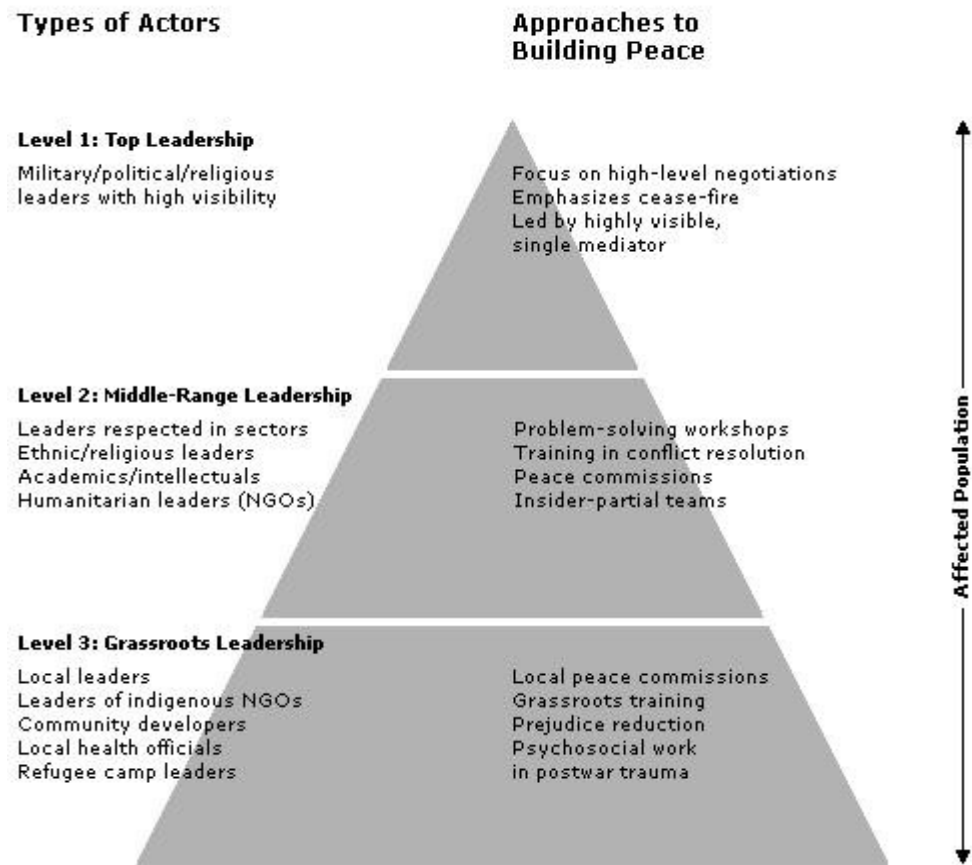 Types of Actors
Approaches to
Building Peace
Level 1: Top Leadership
Military/political/religious
leaders with high visibility
Focus on high-level negotiations
Emphasizes cease-fire
Led by highly visible,
single mediator
Level 2: Middle-Range Leadership
Leaders respected in sectors
Ethnic/religious leaders
Academics/intellectuals
Humanitarian leaders (NGOs)
Problem-solving workshops
Training in conflict resolution
Peace commissions
Insider-partial teams
Level 3: Grassroots Leadership
Local leaders
Leaders of indigenous NGOs
Community developers
Local health officials
Refugee camp leaders
Local peace commissions
Grassroots training
Prejudice reduction
Psychosocial work
in postwar trauma
Affected Population